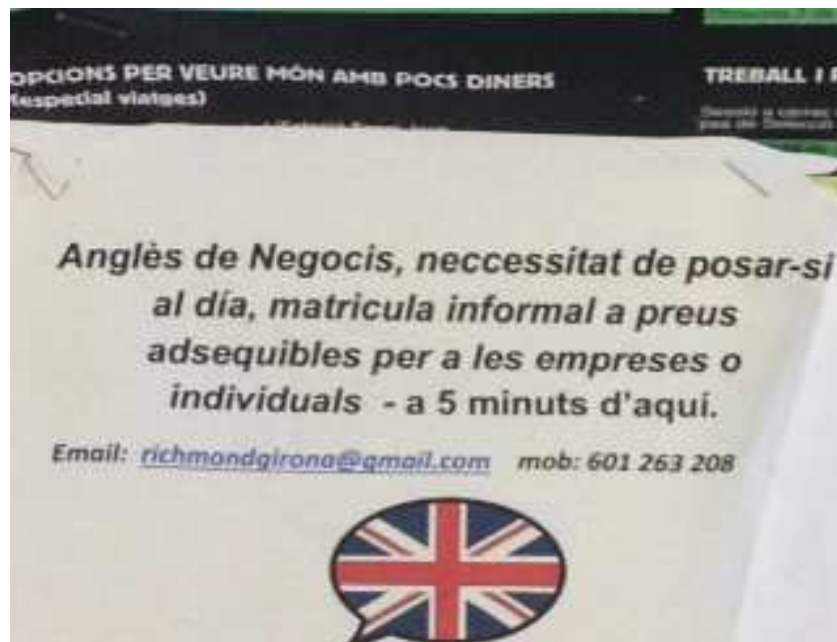 OPCIONS PER VEURE MÓN AMB POCS DINERS
(especial viatges)
TREBALL I
Anglès de Negocis, neccessitat de posar-si
al día, matricula informal a preus
adsequibles per a les empreses o
individuals - a 5 minuts d'aquí.
Email: richmondgirona@gmail.com mob: 601 263 208